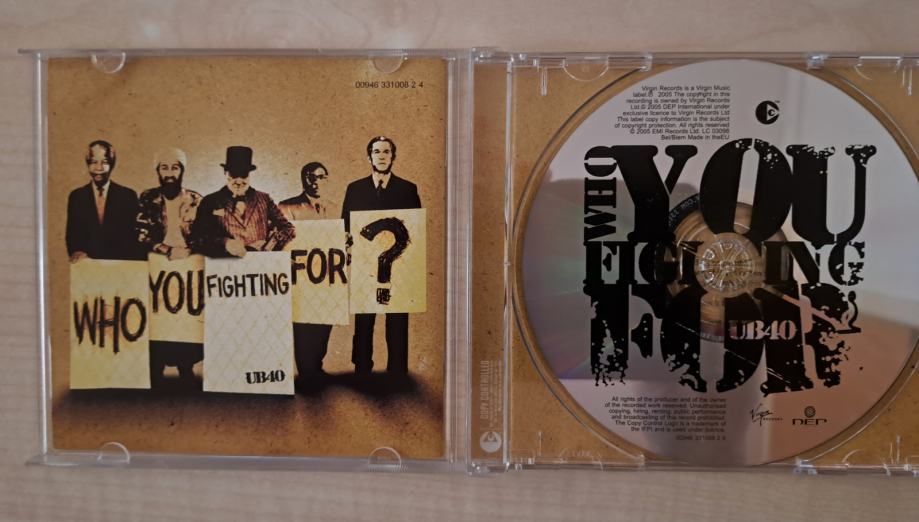 00946 331008 2 4
WHO
YOU
FIGHTING
FOR
?
UB40
COPY CONTROLLED
Virgin Records is a Virgin Music
label.℗ 2005 The copyright in this
recording is owned by Virgin Records
Ltd © 2005 DEP International under
exclusive licence to Virgin Records Ltd
This label copy information is the subject
of copyright protection. All rights reserved
© 2005 EMI Records Ltd. LC 03098
Bel/Biem Made in theEU
WHO
YOU
FIGHTING
FOR
UB40
All rights of the producer and of the owner
of the recorded work reserved. Unauthorised
copying, hiring, renting, public performance
and broadcasting of this record prohibited.
The Copy Control Logo is a trademark of
the IFPI and is used under licence.
00946 331008 2 4
Virgin
RECORDS
DEP